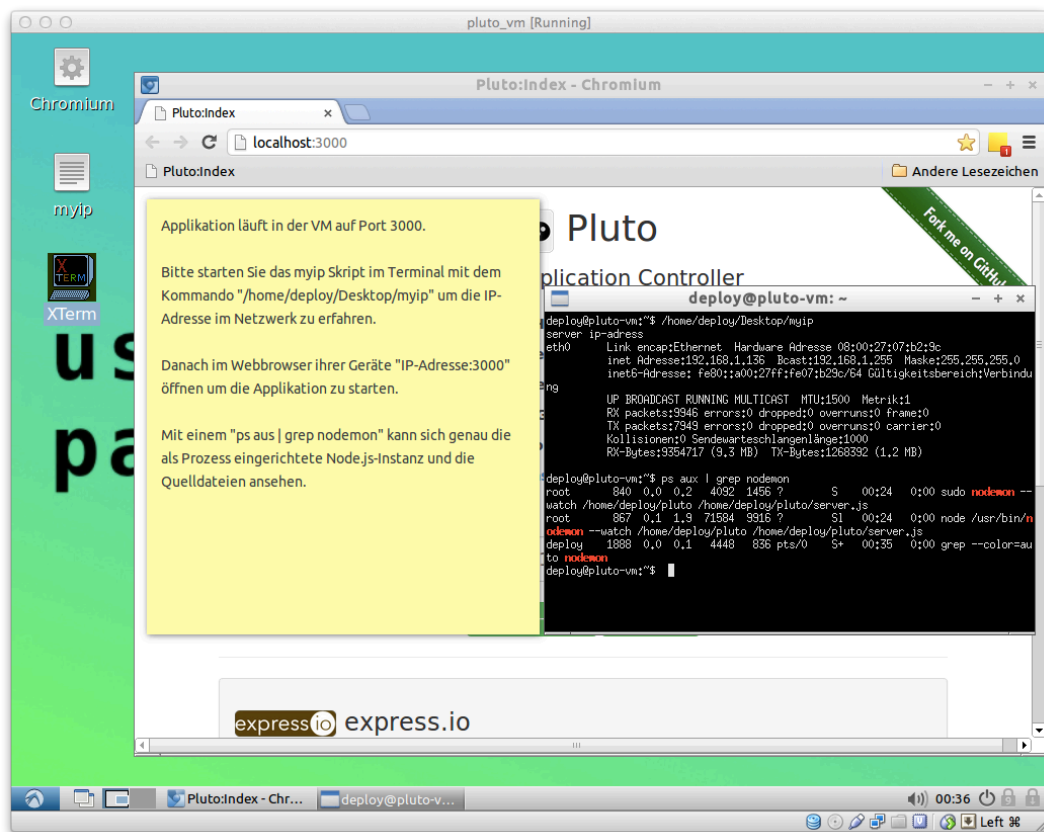 pluto_vm [Running]
Chromium
myip
X
TERM
XTerm
us
pa
Pluto:Index - Chromium
Pluto:Index
localhost:3000
1
Pluto:Index
Andere Lesezeichen
Applikation läuft in der VM auf Port 3000.
Bitte starten Sie das myip Skript im Terminal mit dem
Kommando "/home/deploy/Desktop/myip" um die IP-
Adresse im Netzwerk zu erfahren.
Danach im Webbrowser ihrer Geräte "IP-Adresse:3000"
öffnen um die Applikation zu starten.
Mit einem "ps aus | grep nodemon" kann sich genau die
als Prozess eingerichtete Node.js-Instanz und die
Quelldateien ansehen.
Pluto
plication Controller
Fork me on GitHub
deploy@pluto-vm: ~
deploy@pluto-vm:~$ /home/deploy/Desktop/myip
server ip-adress
eth0 Link encap:Ethernet Hardware Adresse 08:00:27:07:b2:9c
inet Adresse:192.168.1.136 Bcast:192.168.1.255 Maske:255.255.255.0
inet6-Adresse: fe80::a00:27ff:fe07:b29c/64 Gültigkeitsbereich:Verbindu
ng
UP BROADCAST RUNNING MULTICAST MTU:1500 Metrik:1
RX packets:9946 errors:0 dropped:0 overruns:0 frame:0
TX packets:7949 errors:0 dropped:0 overruns:0 carrier:0
Kollisionen:0 Sendewarteschlangenlänge:1000
RX-Bytes:9354717 (9.3 MB) TX-Bytes:1268392 (1.2 MB)
deploy@pluto-vm:~$ ps aux | grep nodemon
root 840 0.0 0.2 4092 1456 ? S 00:24 0:00 sudo nodemon --
watch /home/deploy/pluto /home/deploy/pluto/server.js
root 867 0.1 1.9 71584 9916 ? Sl 00:24 0:00 node /usr/bin/n
odemon --watch /home/deploy/pluto /home/deploy/pluto/server.js
deploy 1888 0.0 0.1 4448 836 pts/0 S+ 00:35 0:00 grep --color=au
to nodemon
deploy@pluto-vm:~$
express io express.io
Pluto:Index - Chr...
deploy@pluto-v...
00:36
Left ⌘